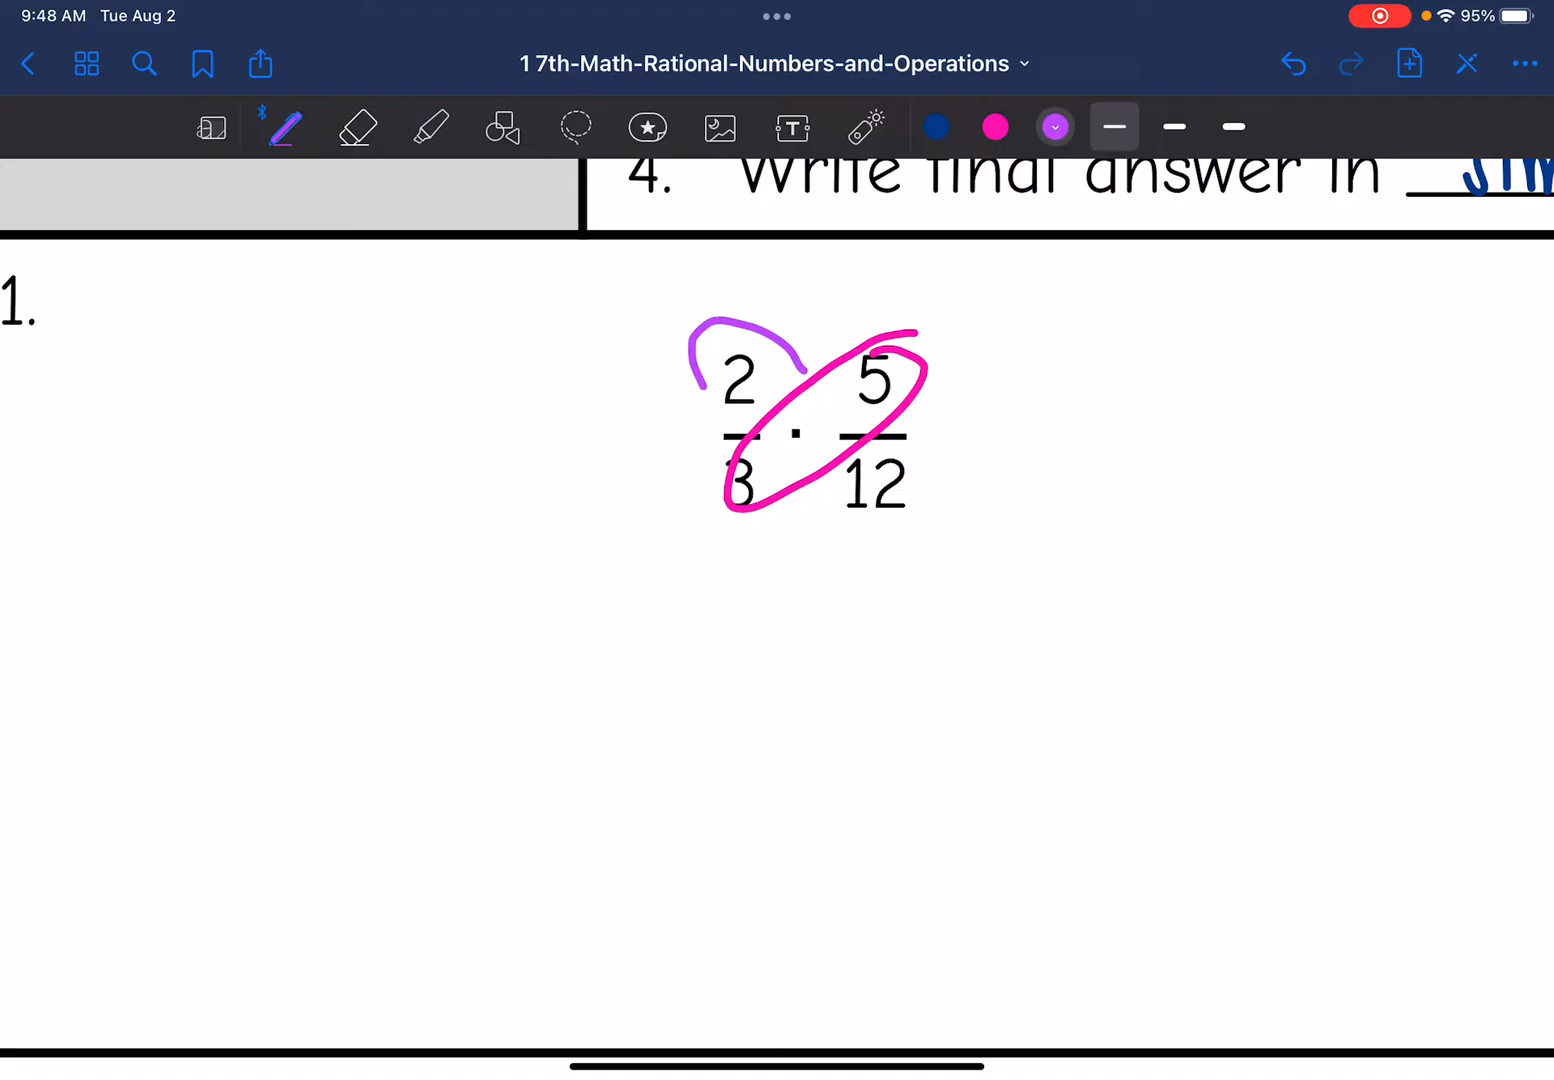 9:48 AM Tue Aug 2
95%
1 7th-Math-Rational-Numbers-and-Operations
T
4. Write final answer in
1.
2 5
— · —
3 12